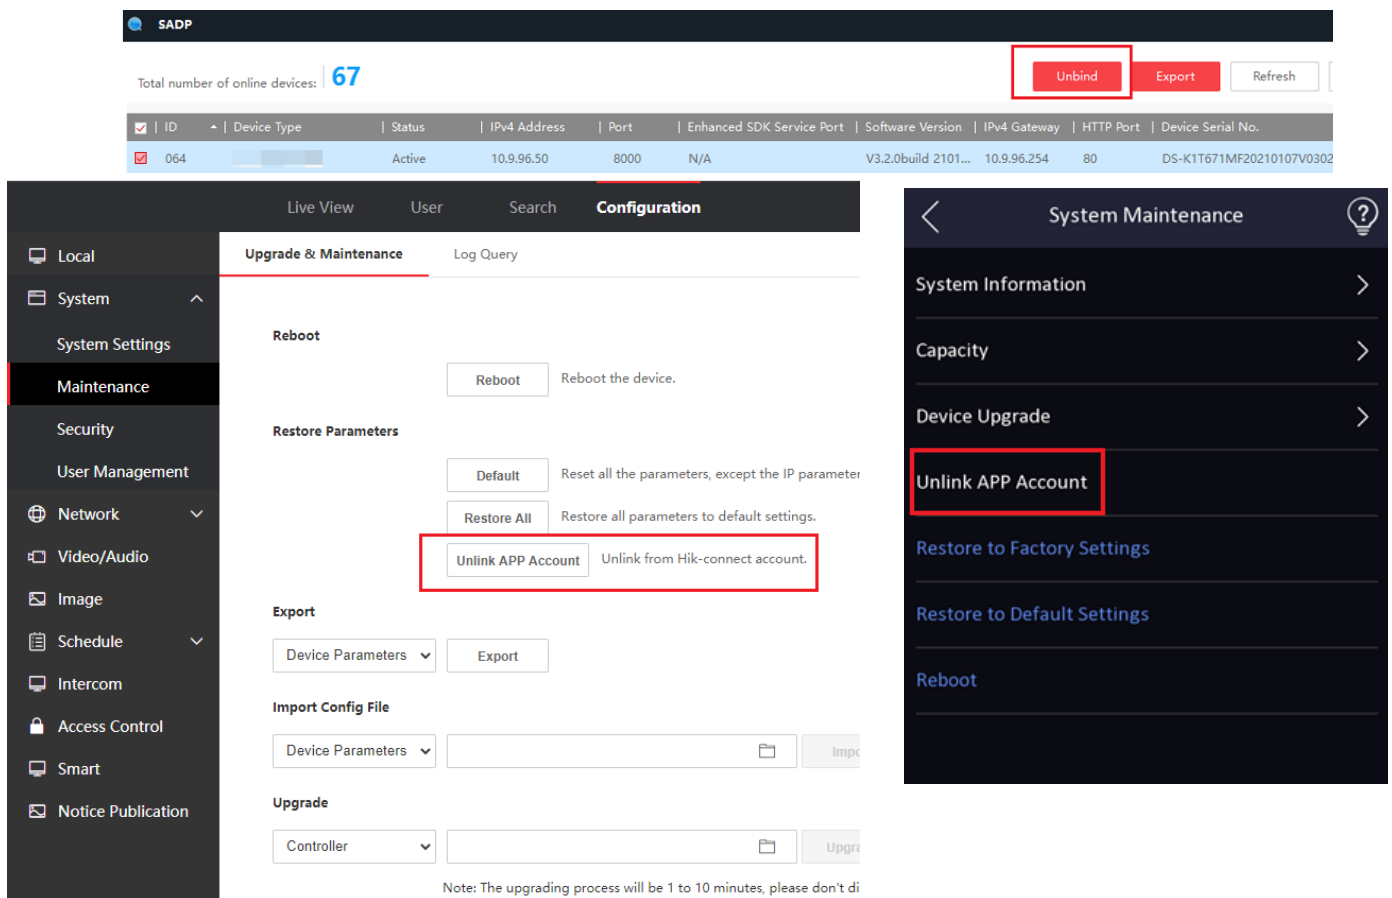 SADP
Total number of online devices: 67
Unbind
Export
Refresh
ID | Device Type | Status | IPv4 Address | Port | Enhanced SDK Service Port | Software Version | IPv4 Gateway | HTTP Port | Device Serial No.
064 Active 10.9.96.50 8000 N/A V3.2.0build 2101... 10.9.96.254 80 DS-K1T671MF20210107V0302
Live View User Search Configuration
Local
System
System Settings
Maintenance
Security
User Management
Network
Video/Audio
Image
Schedule
Intercom
Access Control
Smart
Notice Publication
Upgrade & Maintenance Log Query
Reboot
Reboot Reboot the device.
Restore Parameters
Default Reset all the parameters, except the IP parameter
Restore All Restore all parameters to default settings.
Unlink APP Account Unlink from Hik-connect account.
Export
Device Parameters Export
Import Config File
Device Parameters Impo
Upgrade
Controller Upgra
Note: The upgrading process will be 1 to 10 minutes, please don't di
System Maintenance
System Information
Capacity
Device Upgrade
Unlink APP Account
Restore to Factory Settings
Restore to Default Settings
Reboot